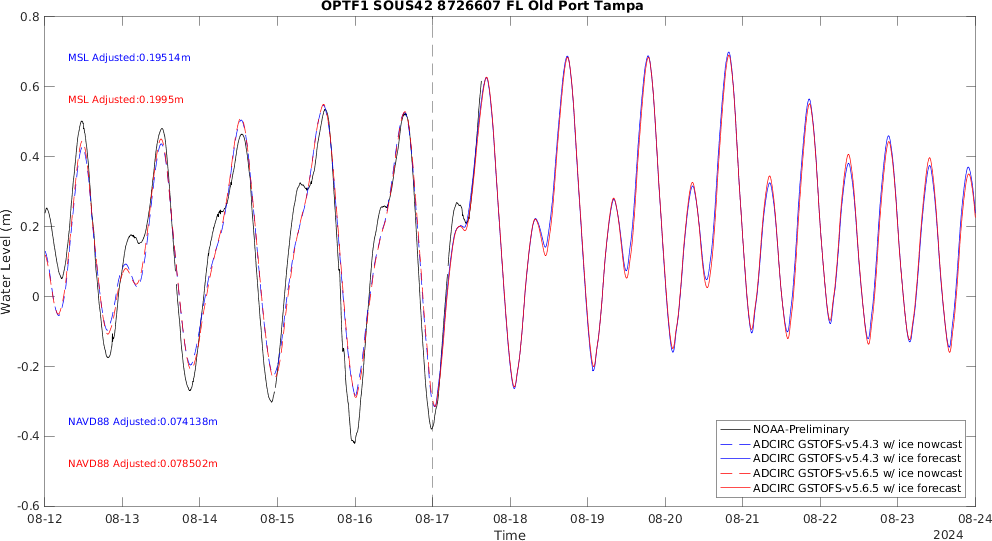 OPTF1 SOUS42 8726607 FL Old Port Tampa
0.8
0.6
0.4
0.2
0
-0.2
-0.4
-0.6
Water Level (m)
MSL Adjusted:0.19514m
MSL Adjusted:0.1995m
NAVD88 Adjusted:0.074138m
NAVD88 Adjusted:0.078502m
NOAA-Preliminary
ADCIRC GSTOFS-v5.4.3 w/ ice nowcast
ADCIRC GSTOFS-v5.4.3 w/ ice forecast
ADCIRC GSTOFS-v5.6.5 w/ ice nowcast
ADCIRC GSTOFS-v5.6.5 w/ ice forecast
08-12 08-13 08-14 08-15 08-16 08-17 08-18 08-19 08-20 08-21 08-22 08-23 08-24
Time
2024